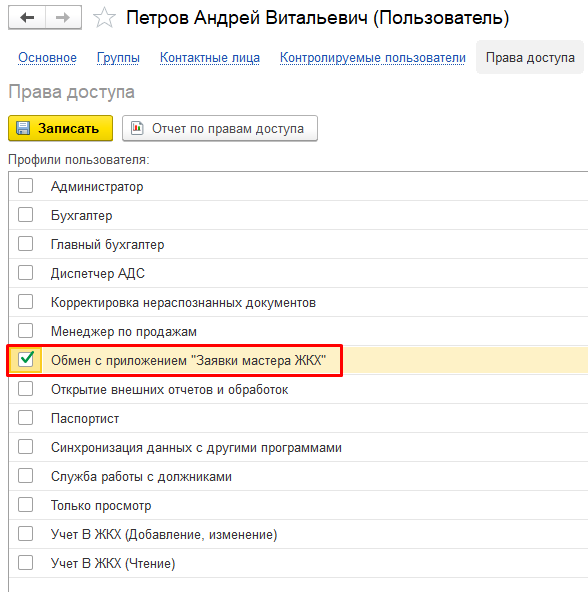 Петров Андрей Витальевич (Пользователь)
Основное Группы Контактные лица Контролируемые пользователи Права доступа
Права доступа
Записать Отчет по правам доступа
Профили пользователя:
Администратор
Бухгалтер
Главный бухгалтер
Диспетчер АДС
Корректировка нераспознанных документов
Менеджер по продажам
Обмен с приложением "Заявки мастера ЖКХ"
Открытие внешних отчетов и обработок
Паспортист
Синхронизация данных с другими программами
Служба работы с должниками
Только просмотр
Учет В ЖКХ (Добавление, изменение)
Учет В ЖКХ (Чтение)